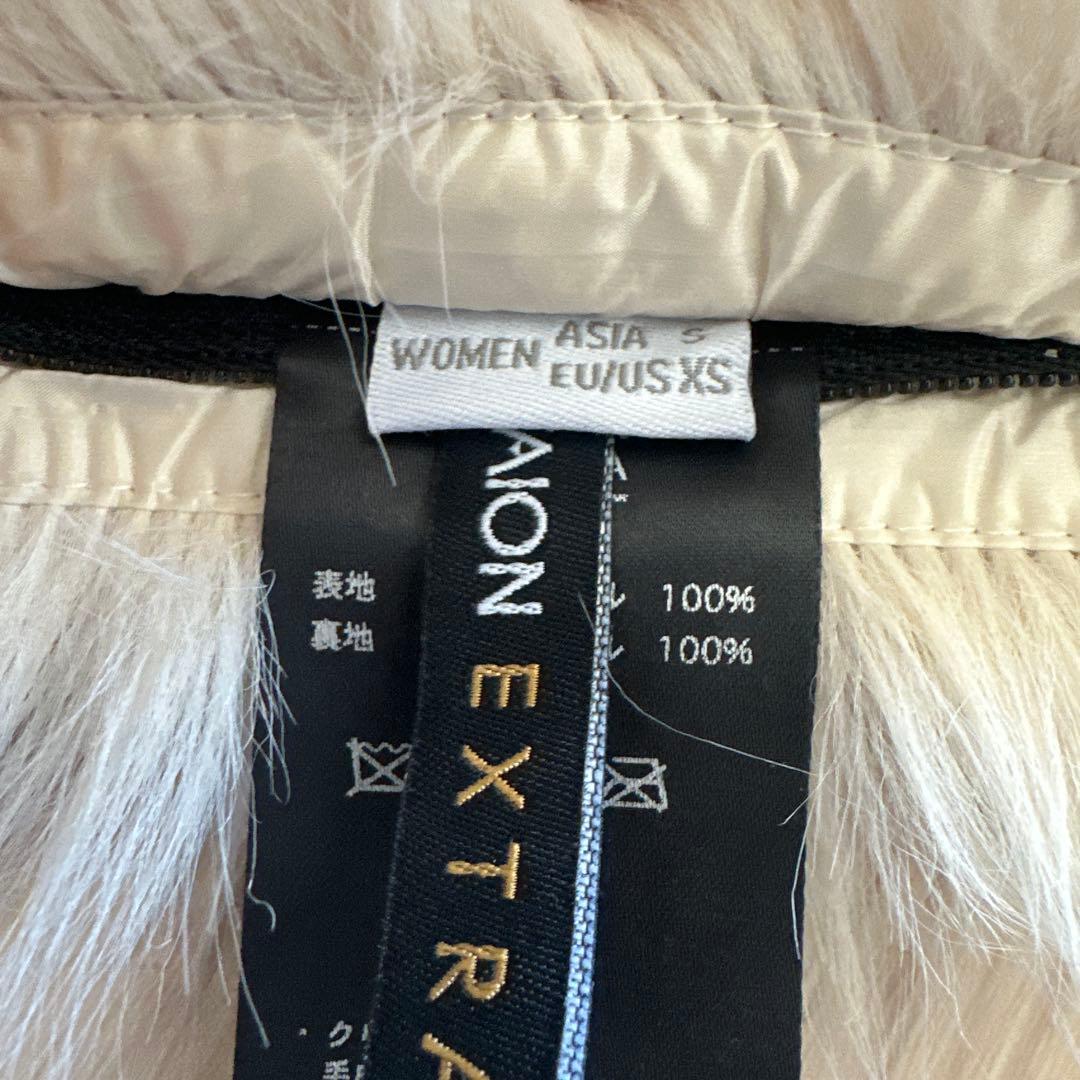 WOMEN ASIA S
EU/US XS
AION EXTRA
表地 100%
裏地 100%